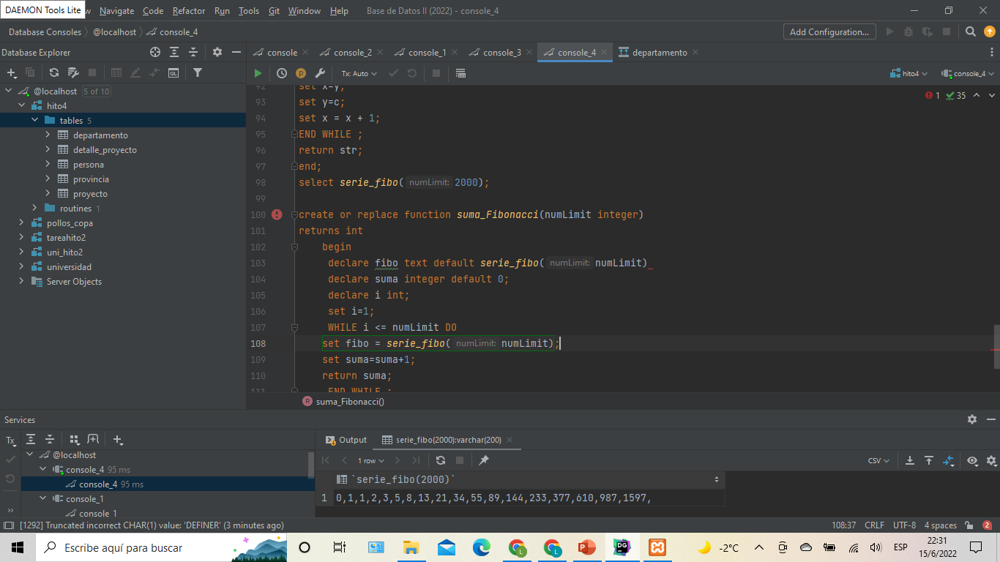 DAEMON Tools Lite
w Navigate Code Refactor Run Tools Git Window Help Base de Datos II (2022) - console_4
Database Consoles @localhost console_4 Add Configuration...
Database Explorer
console console_2 console_1 console_3 console_4 departamento
QL
Tx: Auto hito4 console_4
@localhost 5 of 10
hito4
tables 5
departamento
detalle_proyecto
persona
provincia
proyecto
routines 1
pollos_copa
tareahito2
uni_hito2
universidad
Server Objects
1 35
92 set x=y;
93 set y=c;
94 set x = x + 1;
95 END WHILE ;
96 return str;
97 end;
98 select serie_fibo( numLimit: 2000);
99
100 create or replace function suma_Fibonacci(numLimit integer)
101 returns int
102 begin
103 declare fibo text default serie_fibo( numLimit: numLimit)
104 declare suma integer default 0;
105 declare i int;
106 set i=1;
107 WHILE i <= numLimit DO
108 set fibo = serie_fibo( numLimit: numLimit);
109 set suma=suma+1;
110 return suma;
111 END WHILE ;
R suma_Fibonacci()
Services
Tx
@localhost
console_4 95 ms
console_4 95 ms
console_1
console_1
Output serie_fibo(2000):varchar(200)
1 row CSV
`serie_fibo(2000)`
1 0,1,1,2,3,5,8,13,21,34,55,89,144,233,377,610,987,1597,
[1292] Truncated incorrect CHAR(1) value: 'DEFINER' (3 minutes ago) 108:37 CRLF UTF-8 4 spaces 2
Escribe aquí para buscar
L
L
P
DG
-2°C
ESP
22:31
15/6/2022